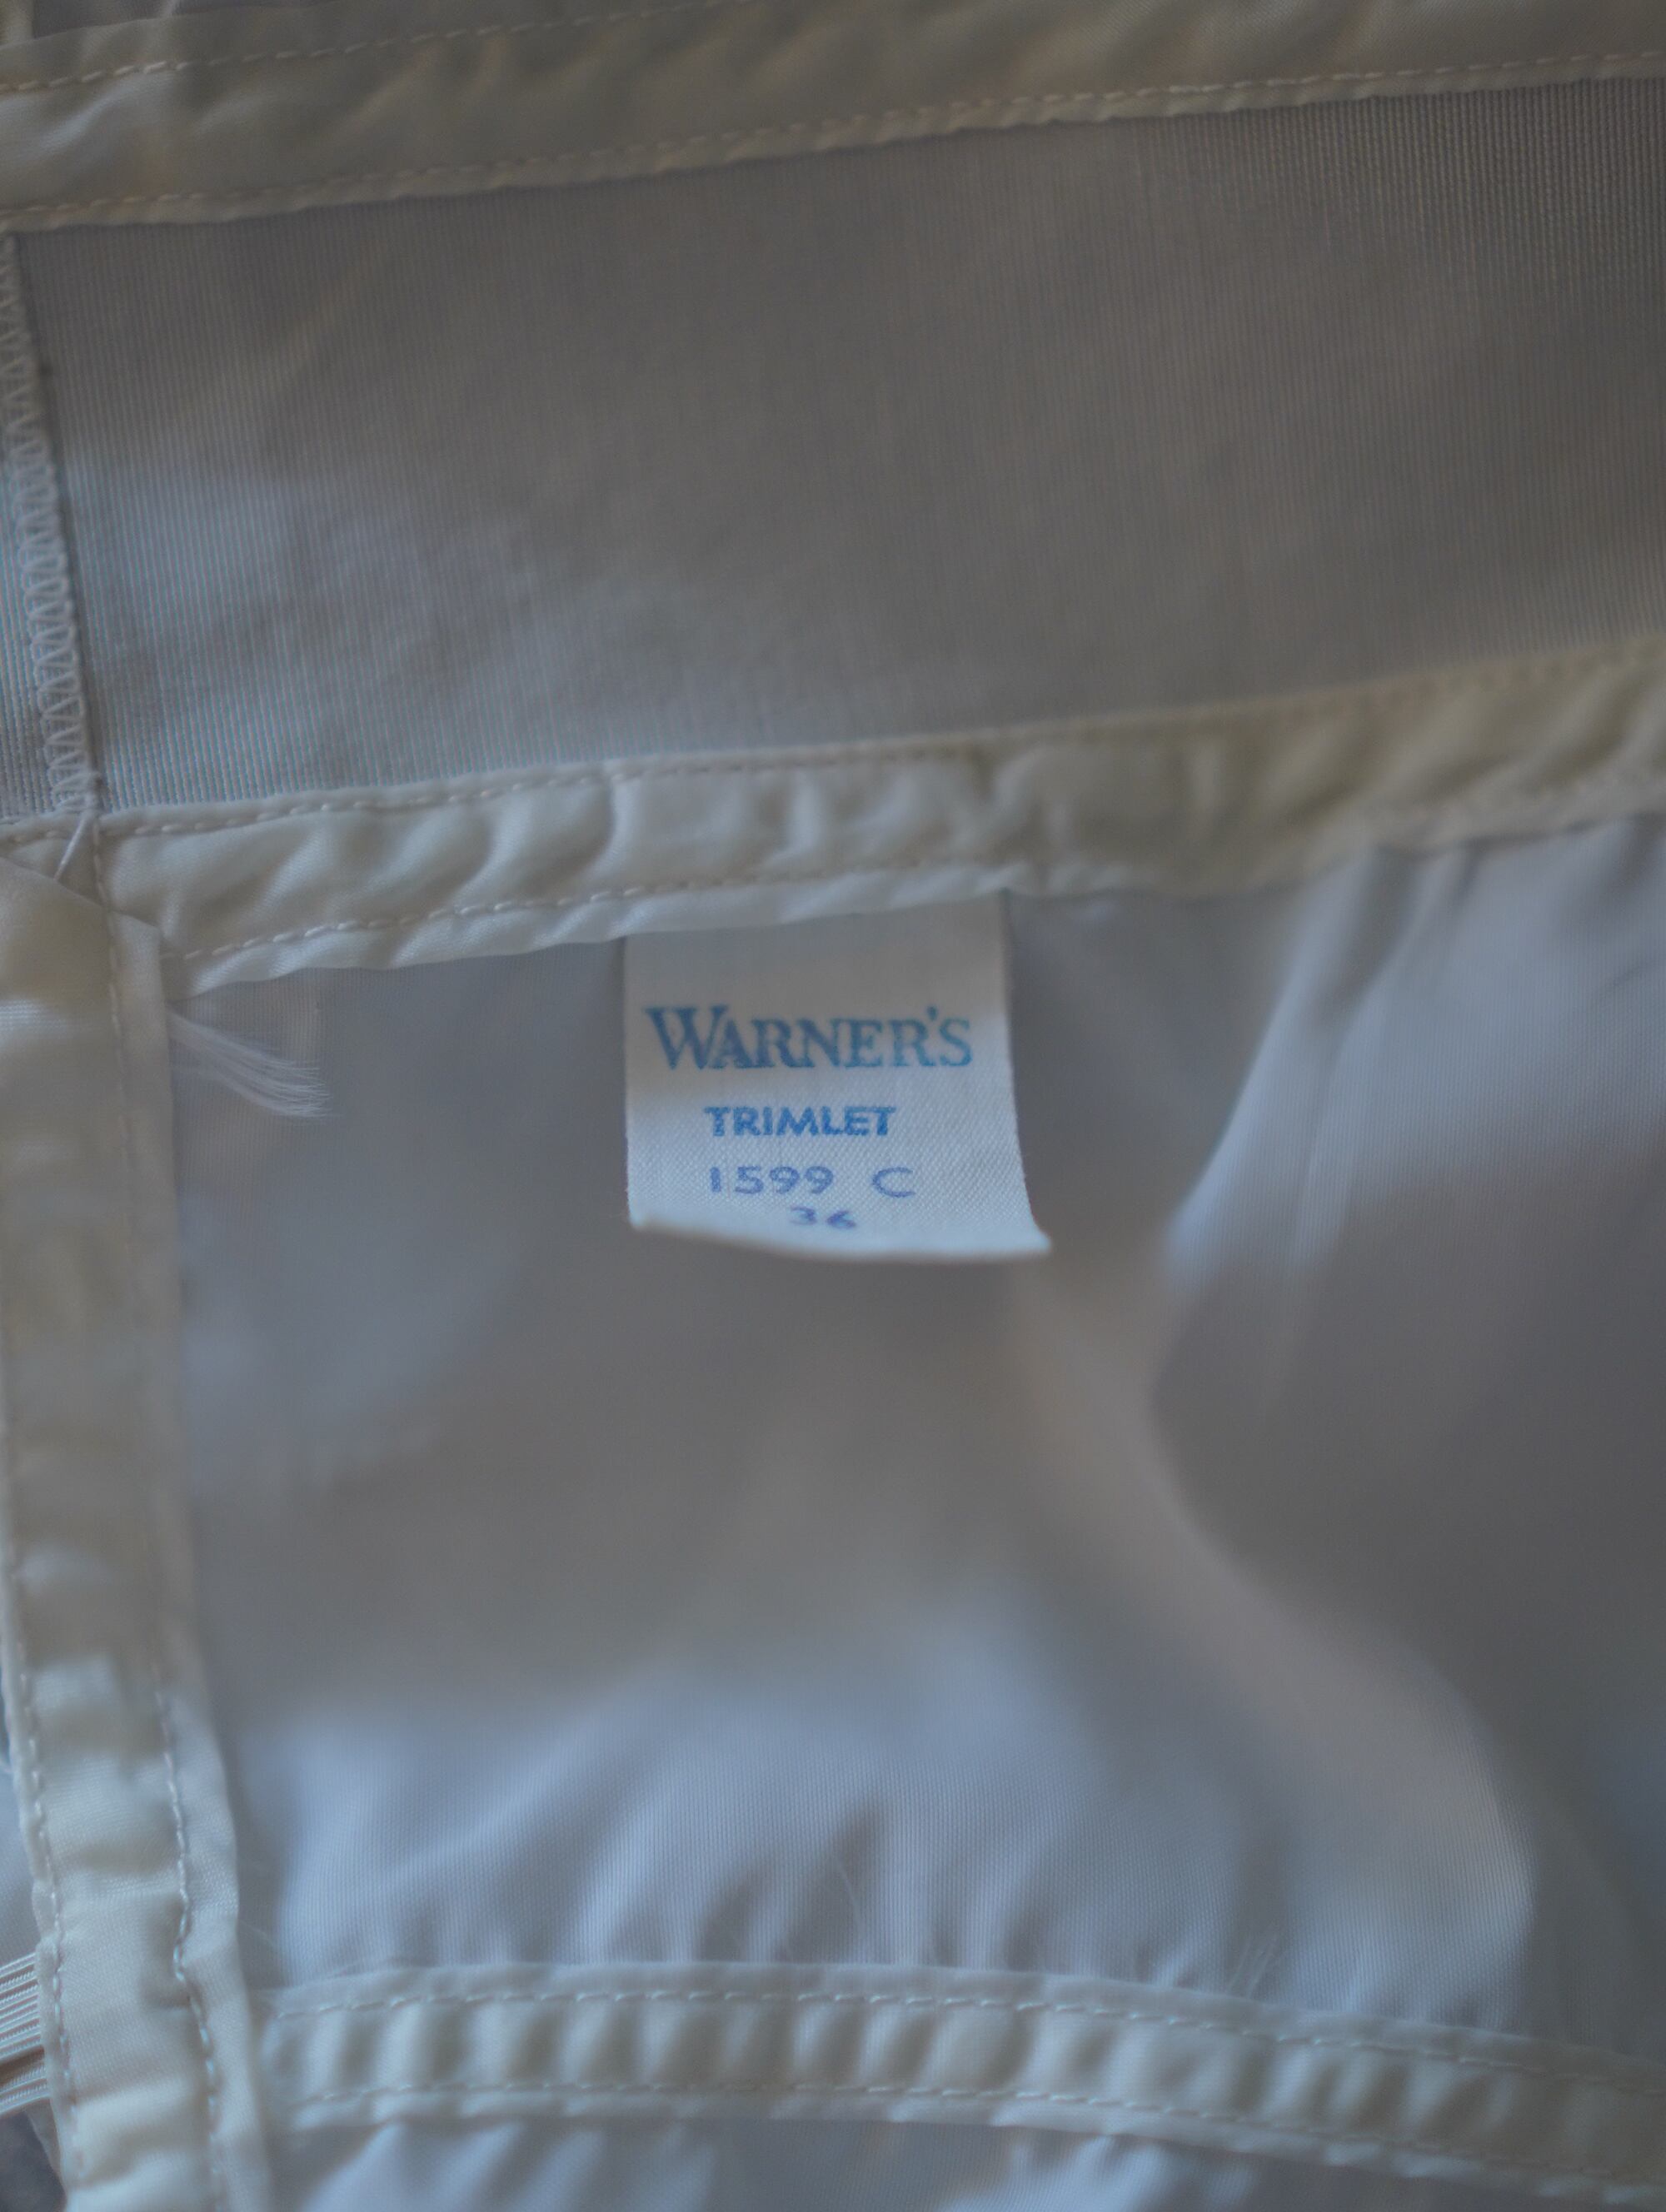 WARNER'S
TRIMLET
1599 C
36